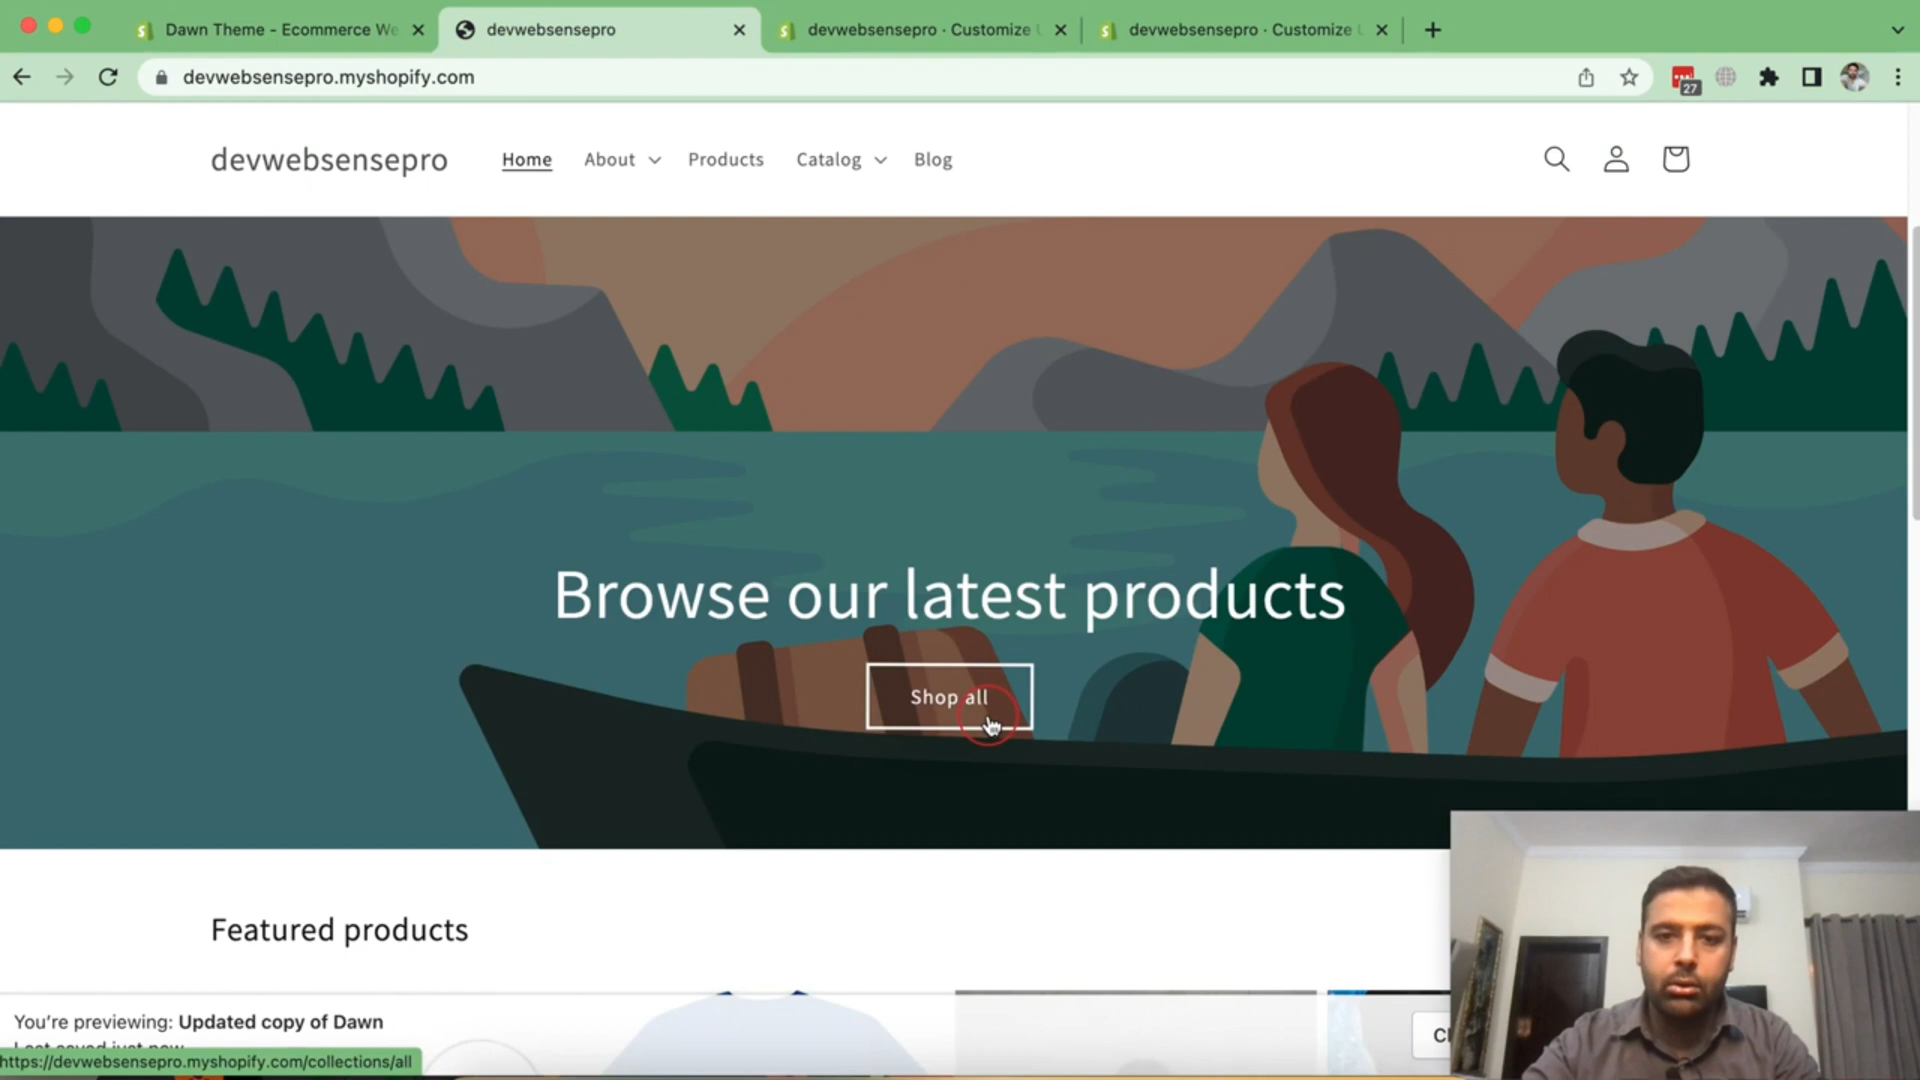 Dawn Theme - Ecommerce We
devwebsensepro
devwebsensepro · Customize
devwebsensepro · Customize
devwebsensepro.myshopify.com
27
devwebsensepro
Home
About
Products
Catalog
Blog
Browse our latest products
Shop all
Featured products
You're previewing: Updated copy of Dawn
Last saved just now
https://devwebsensepro.myshopify.com/collections/all